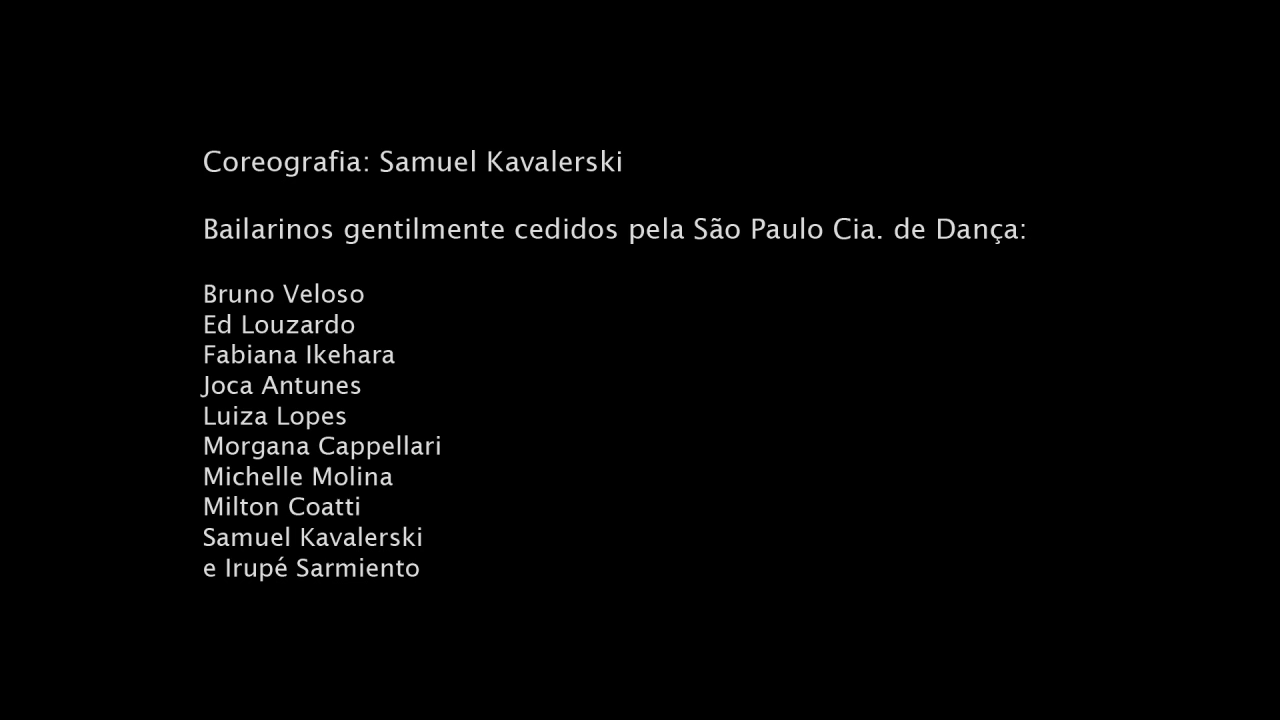 Coreografia: Samuel Kavalerski
Bailarinos gentilmente cedidos pela São Paulo Cia. de Dança:
Bruno Veloso
Ed Louzardo
Fabiana Ikehara
Joca Antunes
Luiza Lopes
Morgana Cappellari
Michelle Molina
Milton Coatti
Samuel Kavalerski
e Irupé Sarmiento